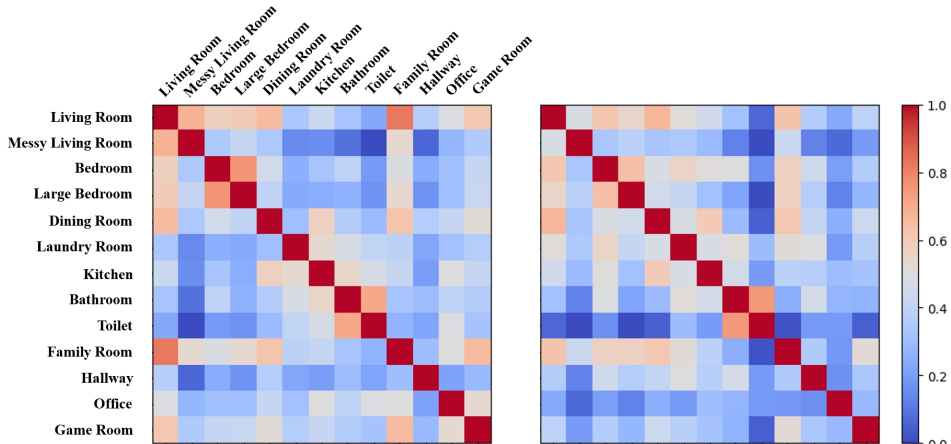 Living Room
Messy Living Room
Bedroom
Large Bedroom
Dining Room
Laundry Room
Kitchen
Bathroom
Toilet
Family Room
Hallway
Office
Game Room
Living Room
Messy Living Room
Bedroom
Large Bedroom
Dining Room
Laundry Room
Kitchen
Bathroom
Toilet
Family Room
Hallway
Office
Game Room
1.0
0.8
0.6
0.4
0.2
0.0